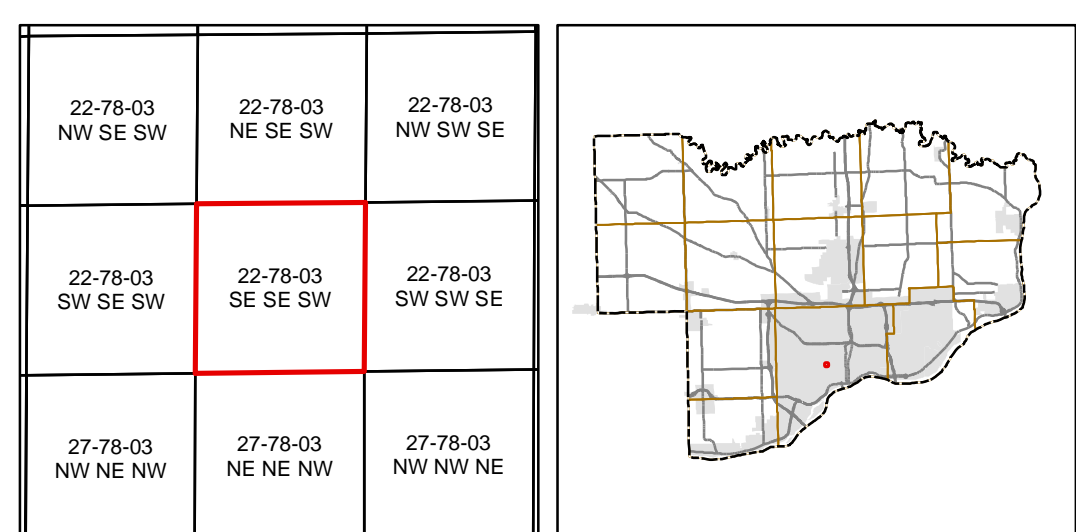 22-78-03
NW SE SW
22-78-03
NE SE SW
22-78-03
NW SW SE
22-78-03
SW SE SW
22-78-03
SE SE SW
22-78-03
SW SW SE
27-78-03
NW NE NW
27-78-03
NE NE NW
27-78-03
NW NW NE